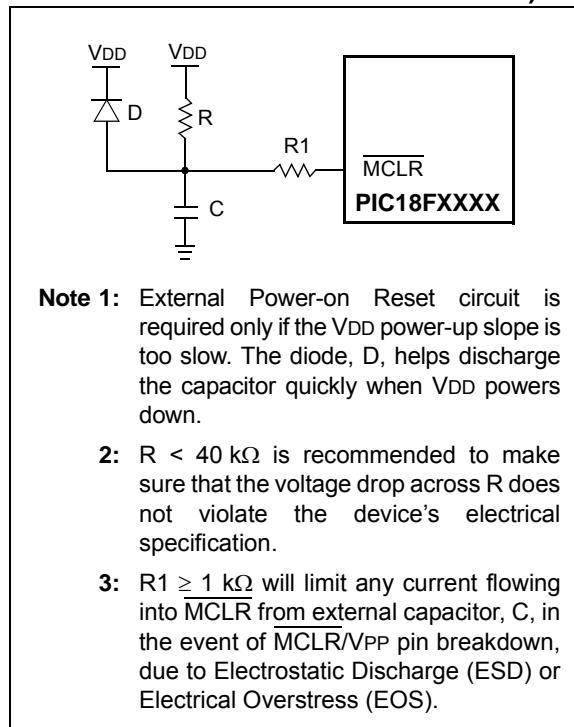 VDD VDD
D
R
R1
MCLR
PIC18FXXXX
C
Note 1: External Power-on Reset circuit is
required only if the VDD power-up slope is
too slow. The diode, D, helps discharge
the capacitor quickly when VDD powers
down.
2: R < 40 kΩ is recommended to make
sure that the voltage drop across R does
not violate the device's electrical
specification.
3: R1 ≥ 1 kΩ will limit any current flowing
into MCLR from external capacitor, C, in
the event of MCLR/VPP pin breakdown,
due to Electrostatic Discharge (ESD) or
Electrical Overstress (EOS).